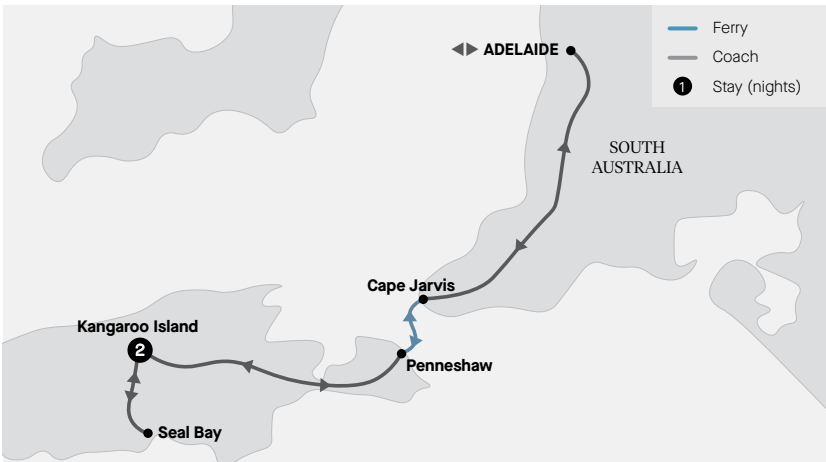 ADELAIDE
Ferry
Coach
1 Stay (nights)
SOUTH
AUSTRALIA
Cape Jarvis
Kangaroo Island
2
Penneshaw
Seal Bay